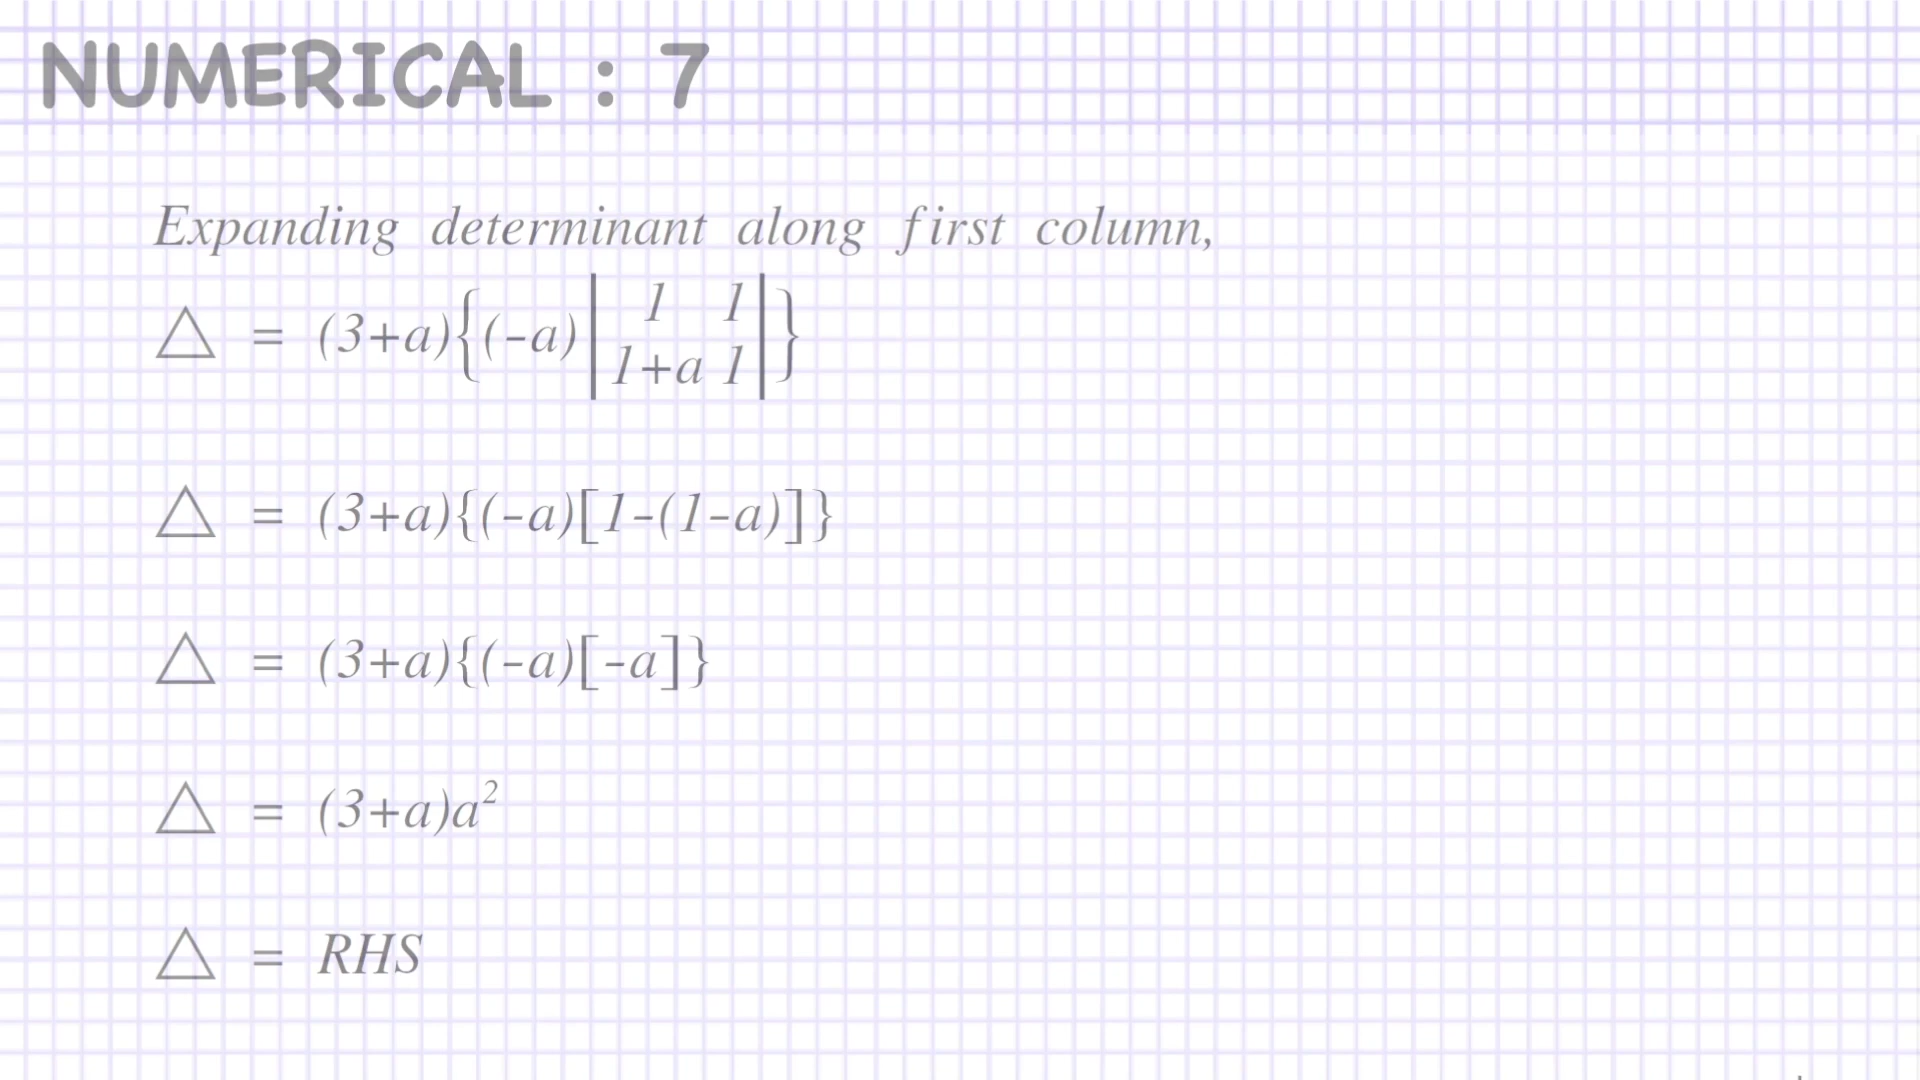 NUMERICAL : 7
Expanding determinant along first column,
△ = (3+a){(-a)| 1 1 |}
| 1+a 1 |
△ = (3+a){(-a)[1-(1-a)]}
△ = (3+a){(-a)[-a]}
△ = (3+a)a²
△ = RHS